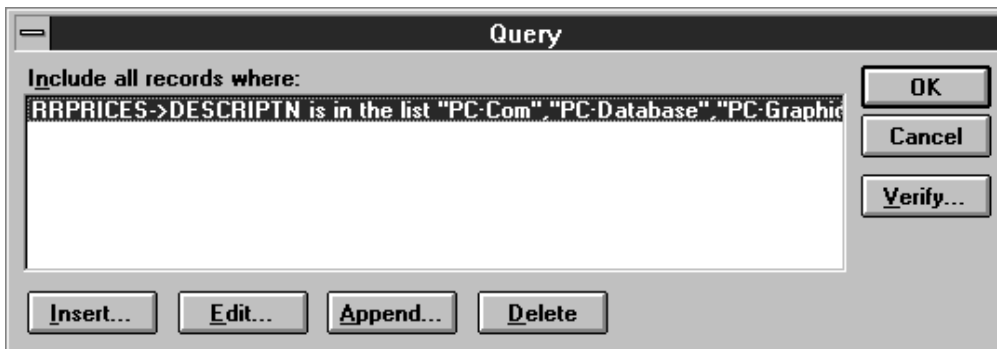 Query
Include all records where:
RRPRICES->DESCRIPTN is in the list "PC-Com","PC-Database","PC-Graphic
OK
Cancel
Verify...
Insert... Edit... Append... Delete